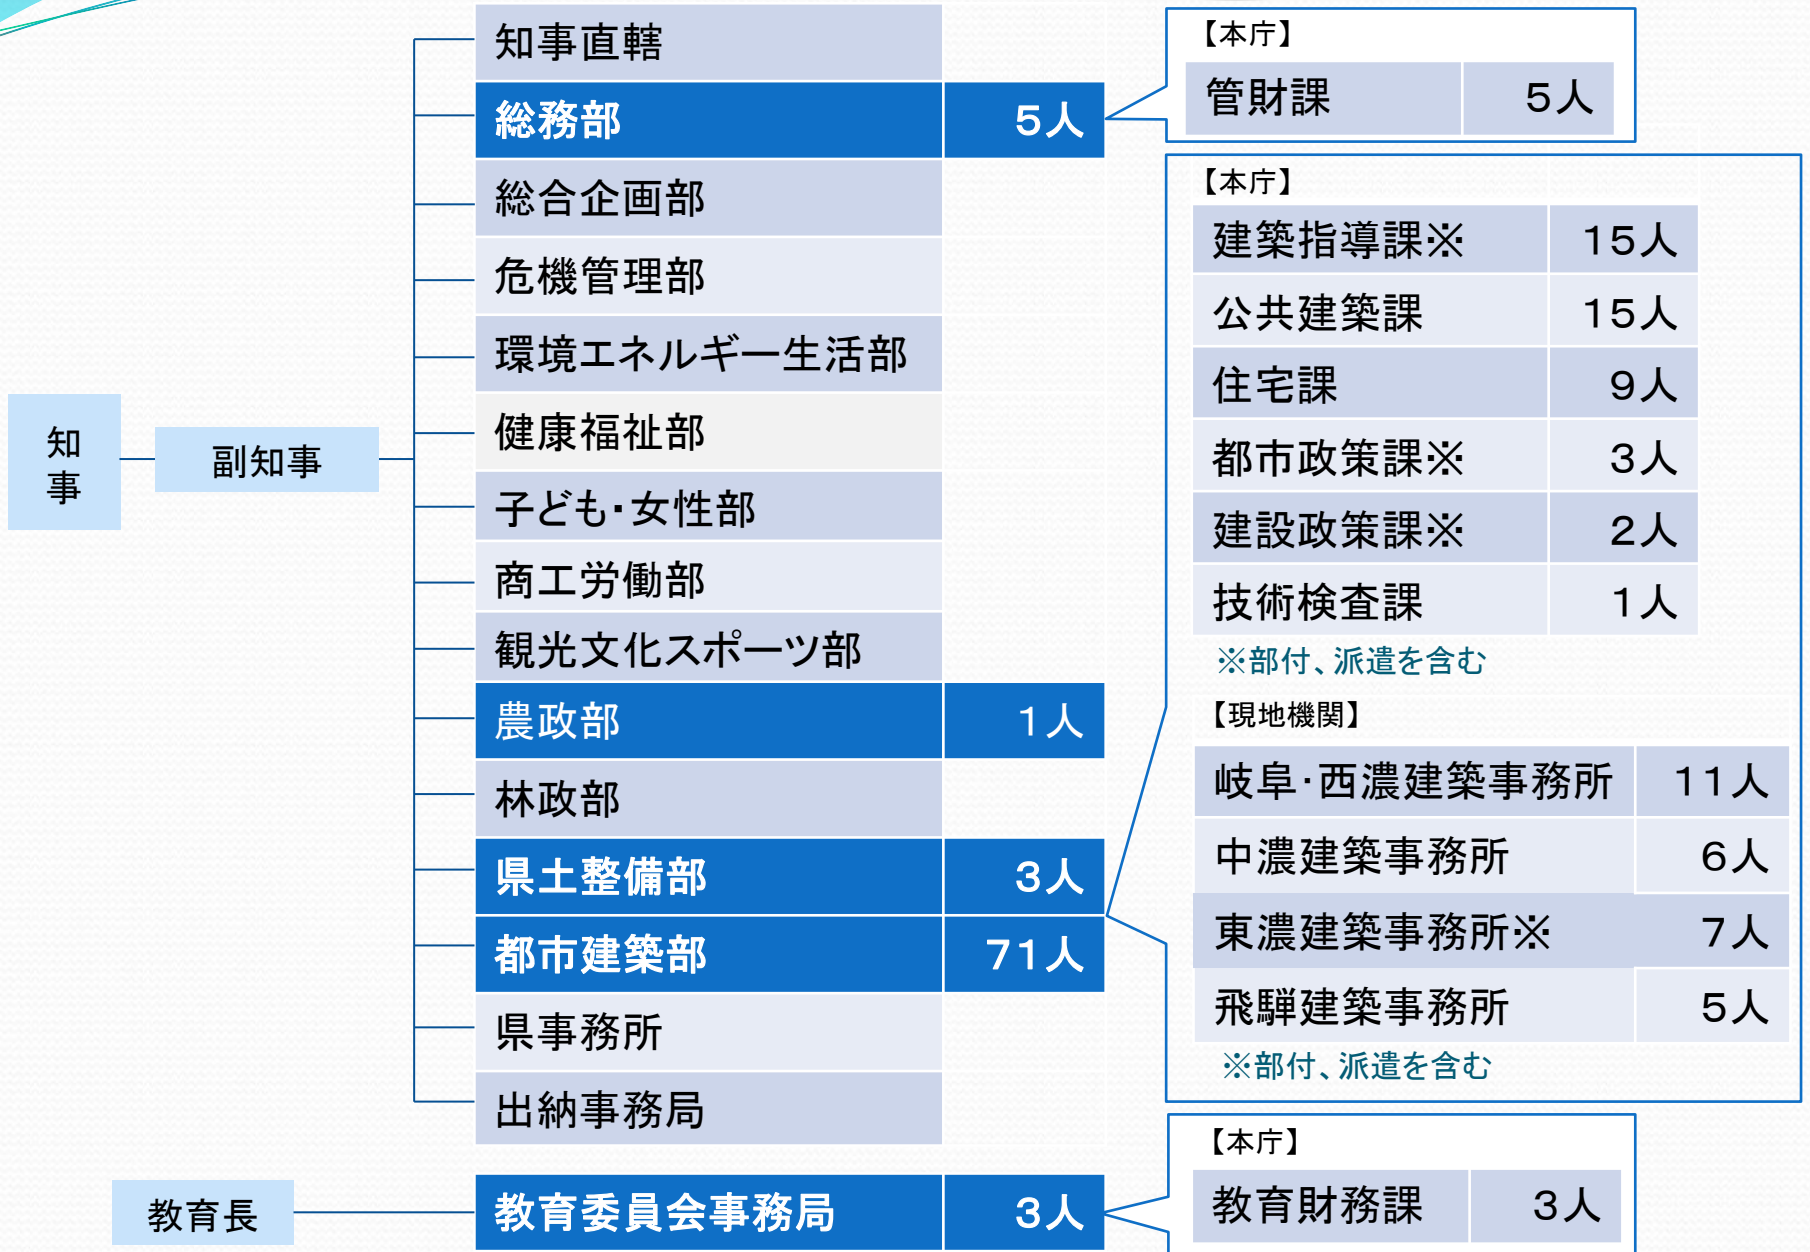 知事
副知事
知事直轄
総務部 5人
総合企画部
危機管理部
環境エネルギー生活部
健康福祉部
子ども・女性部
商工労働部
観光文化スポーツ部
農政部 1人
林政部
県土整備部 3人
都市建築部 71人
県事務所
出納事務局
教育長
教育委員会事務局 3人
【本庁】
管財課 5人
【本庁】
建築指導課※ 15人
公共建築課 15人
住宅課 9人
都市政策課※ 3人
建設政策課※ 2人
技術検査課 1人
※部付、派遣を含む
【現地機関】
岐阜・西濃建築事務所 11人
中濃建築事務所 6人
東濃建築事務所※ 7人
飛騨建築事務所 5人
※部付、派遣を含む
【本庁】
教育財務課 3人